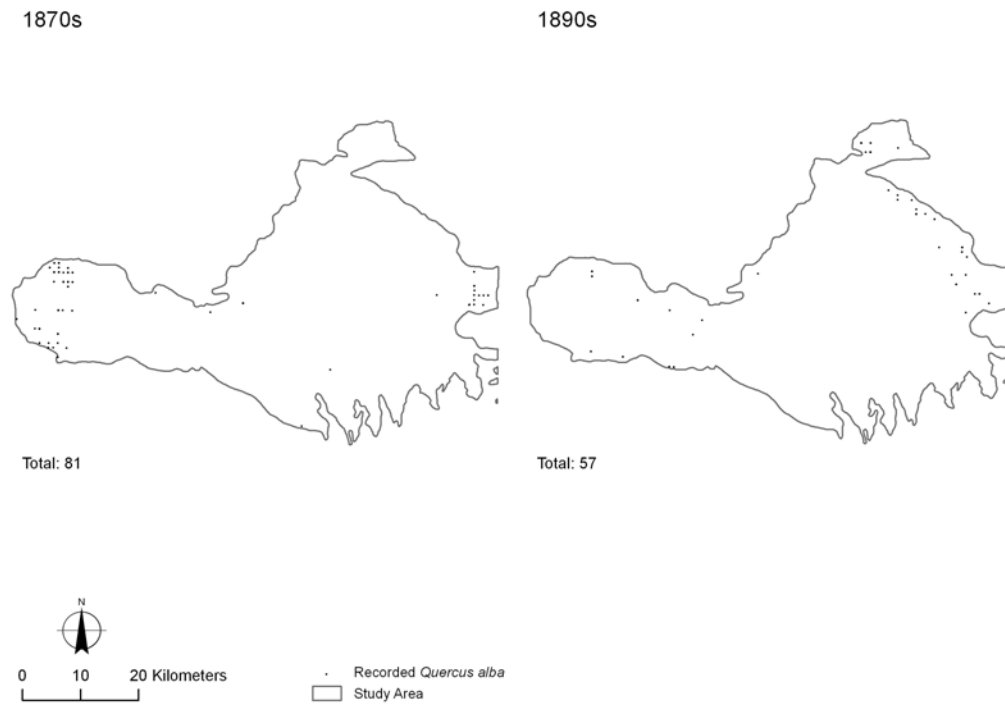 1870s
1890s
Total: 81
Total: 57
N
0 10 20 Kilometers
Recorded Quercus alba
Study Area